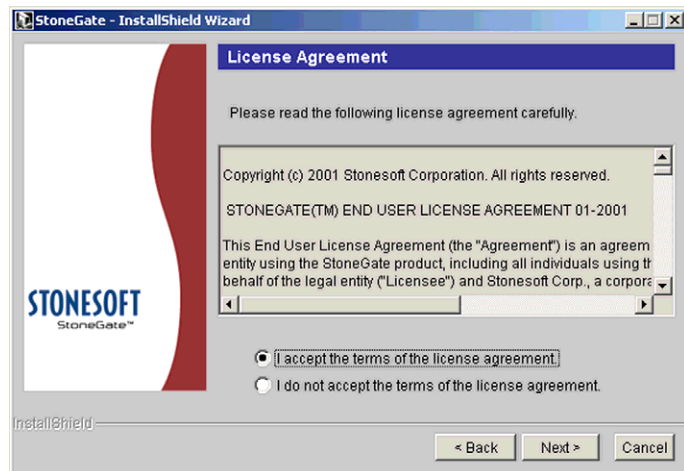 StoneGate - InstallShield Wizard
License Agreement
Please read the following license agreement carefully.
Copyright (c) 2001 Stonesoft Corporation. All rights reserved.
STONEGATE(TM) END USER LICENSE AGREEMENT 01-2001
This End User License Agreement (the "Agreement") is an agreem
entity using the StoneGate product, including all individuals using th
behalf of the legal entity ("Licensee") and Stonesoft Corp., a corpora
STONESOFT
StoneGate™
I accept the terms of the license agreement.
I do not accept the terms of the license agreement.
InstallShield
< Back Next > Cancel